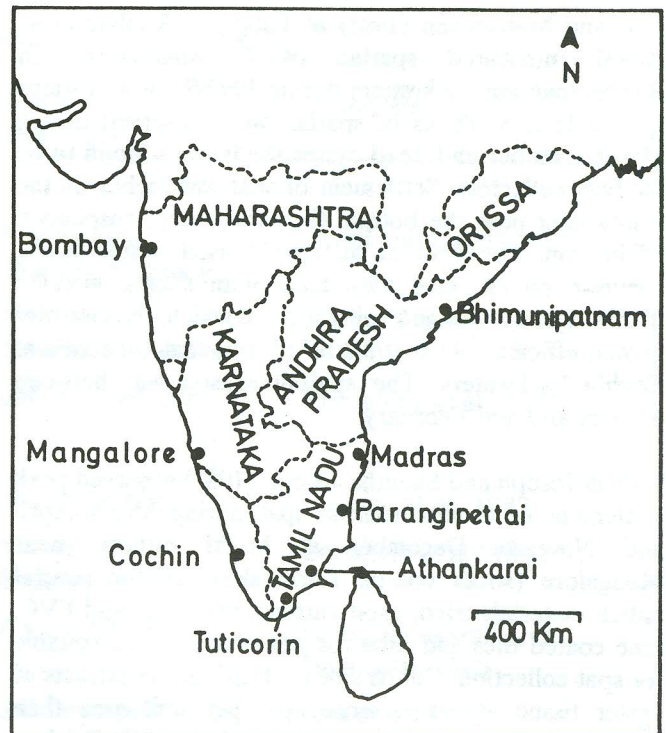 N
MAHARASHTRA
ORISSA
Bombay
Bhimunipatnam
ANDHRA
PRADESH
KARNATAKA
Mangalore
Madras
TAMIL NADU
Parangipettai
Cochin
Athankarai
400 Km
Tuticorin